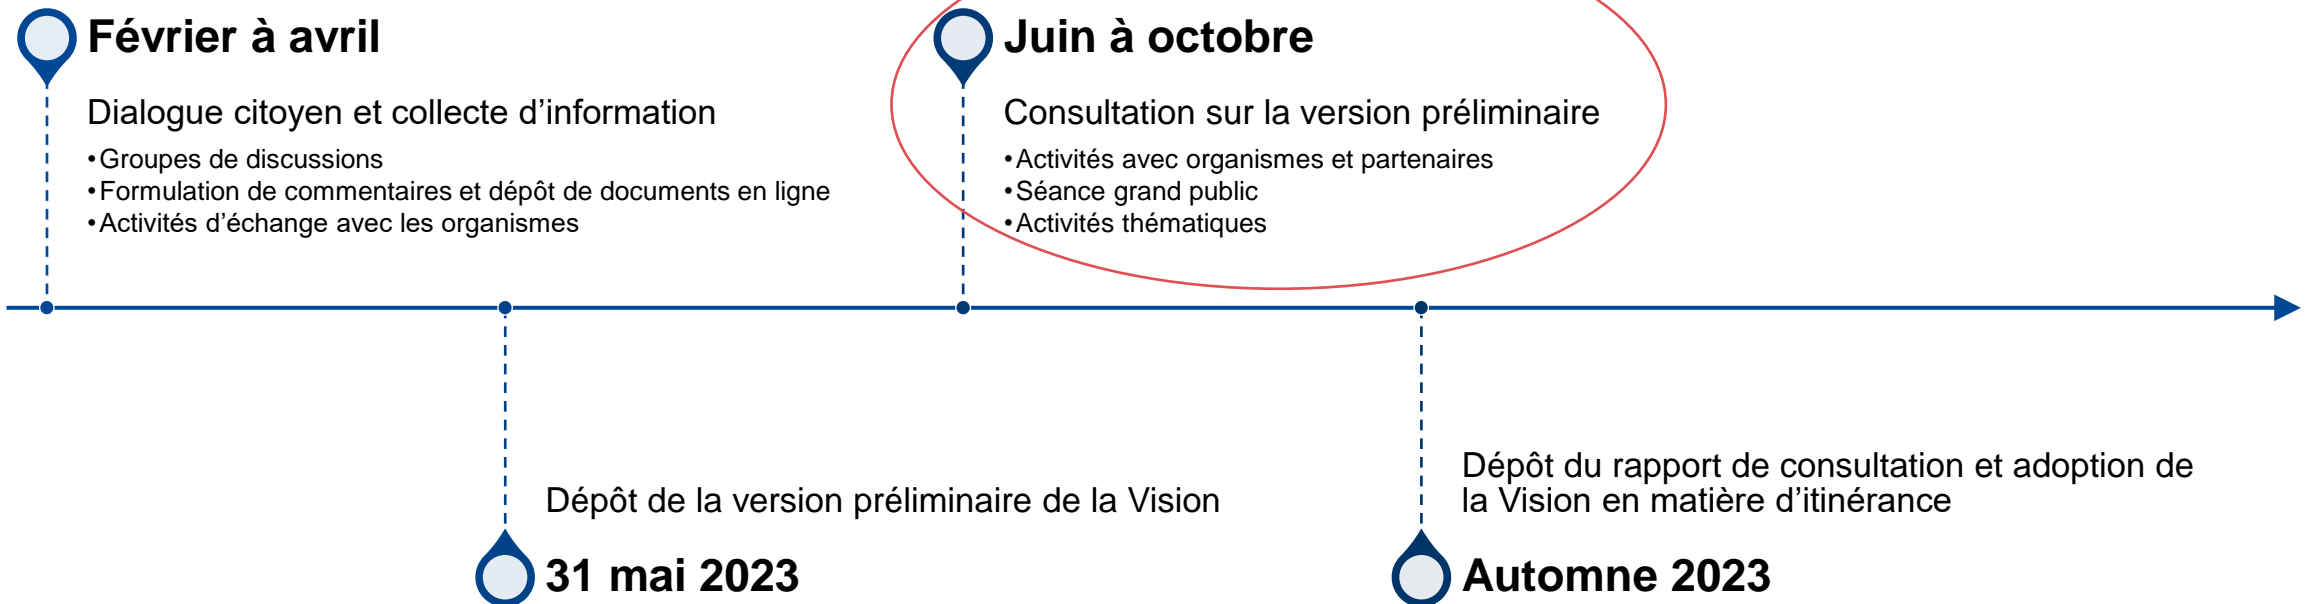 Février à avril
Dialogue citoyen et collecte d’information
•Groupes de discussions
•Formulation de commentaires et dépôt de documents en ligne
•Activités d’échange avec les organismes
Juin à octobre
Consultation sur la version préliminaire
•Activités avec organismes et partenaires
•Séance grand public
•Activités thématiques
Dépôt de la version préliminaire de la Vision
31 mai 2023
Dépôt du rapport de consultation et adoption de
la Vision en matière d’itinérance
Automne 2023